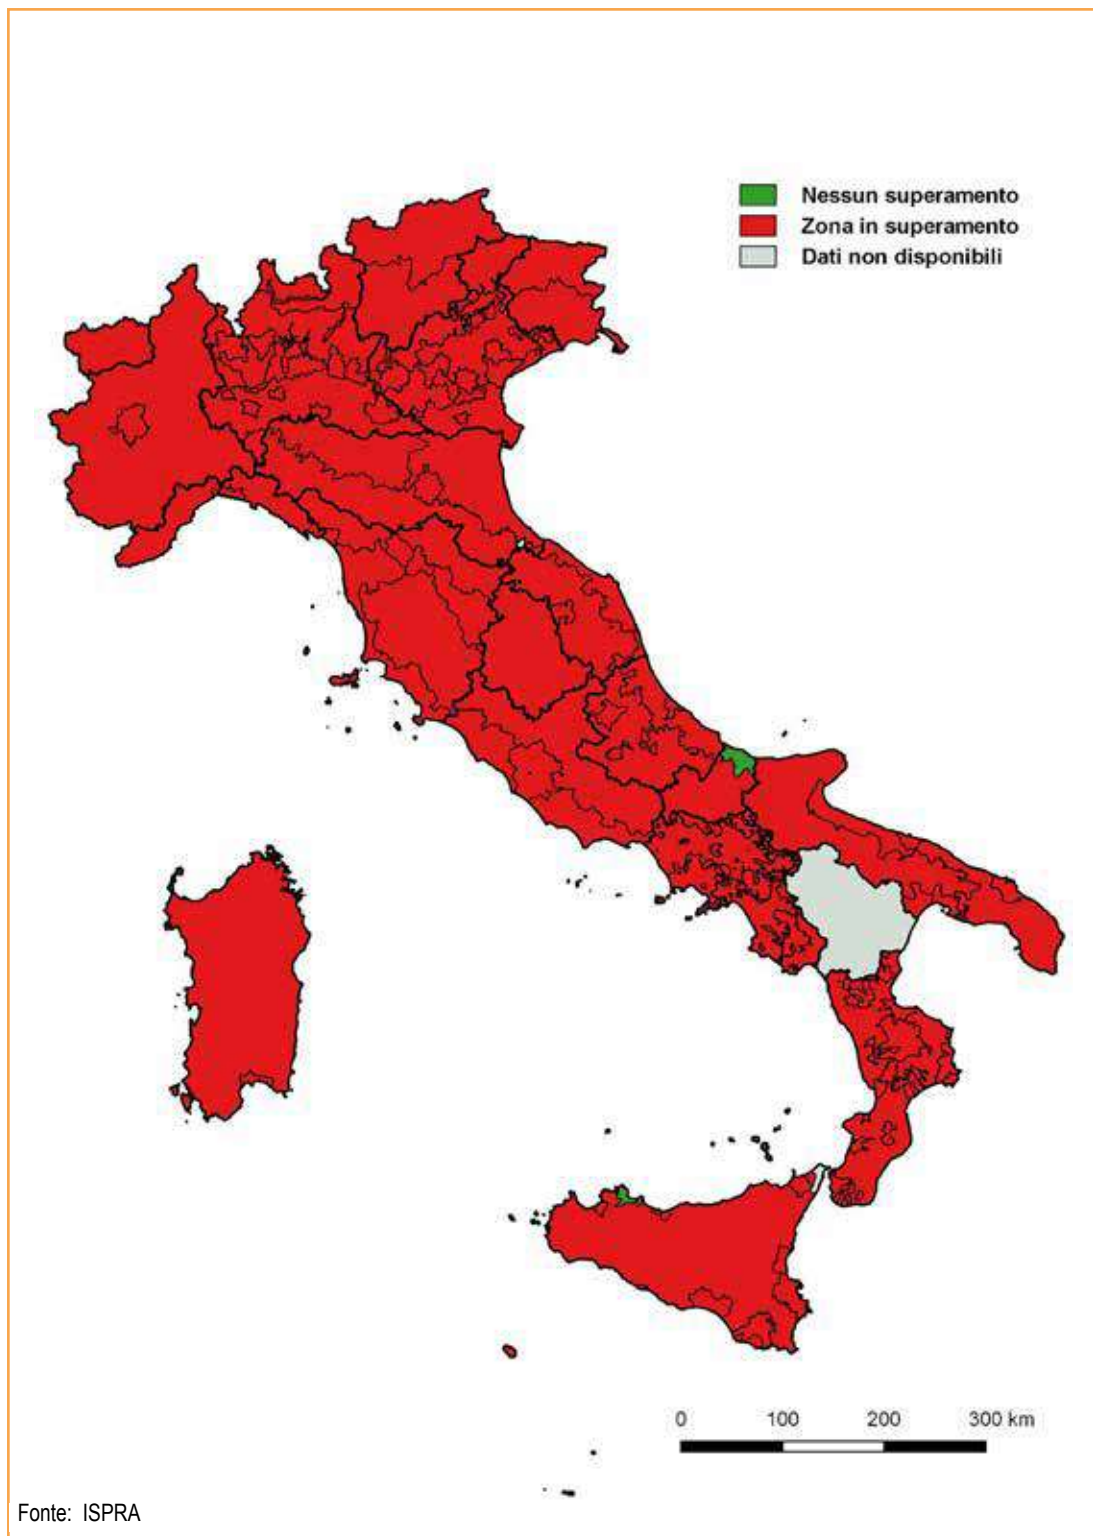 Nessun superamento
Zona in superamento
Dati non disponibili
0 100 200 300 km
Fonte: ISPRA